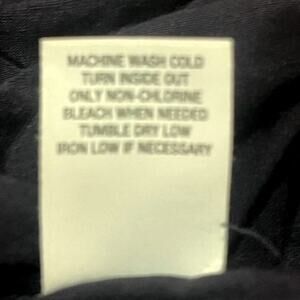 MACHINE WASH COLD
TURN INSIDE OUT
ONLY NON-CHLORINE
BLEACH WHEN NEEDED
TUMBLE DRY LOW
IRON LOW IF NECESSARY